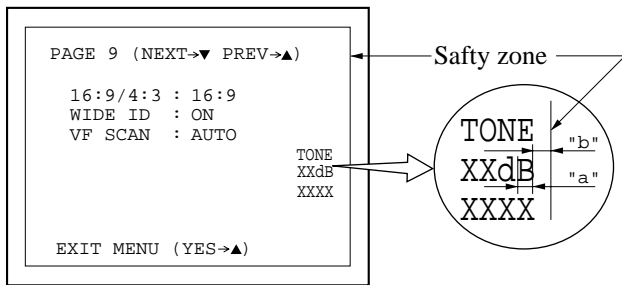 PAGE 9 (NEXT→▼ PREV→▲)
Safty zone
16:9/4:3 : 16:9
WIDE ID : ON
VF SCAN : AUTO
TONE
XXdB
XXXX
EXIT MENU (YES→▲)
TONE
"b"
XXdB
"a"
XXXX